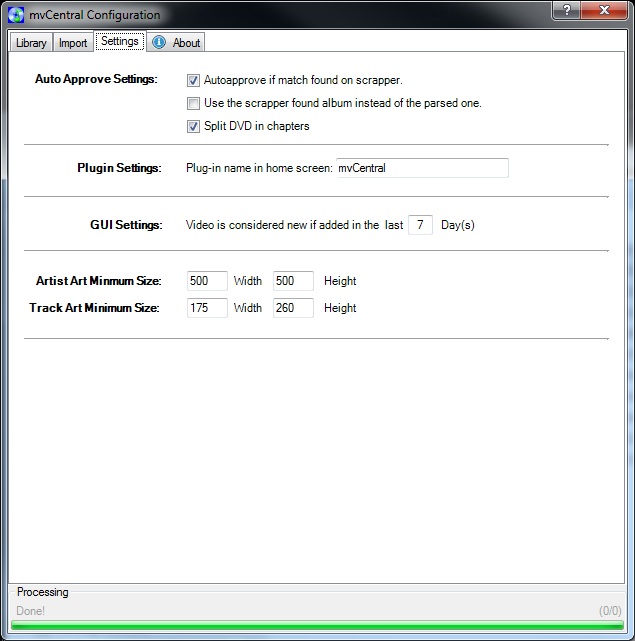 mvCentral Configuration
?
X
Library Import Settings About
Auto Approve Settings: Autoapprove if match found on scrapper.
Use the scrapper found album instead of the parsed one.
Split DVD in chapters
Plugin Settings: Plug-in name in home screen: mvCentral
GUI Settings: Video is considered new if added in the last 7 Day(s)
Artist Art Minmum Size: 500 Width 500 Height
Track Art Minimum Size: 175 Width 260 Height
Processing
Done! (0/0)